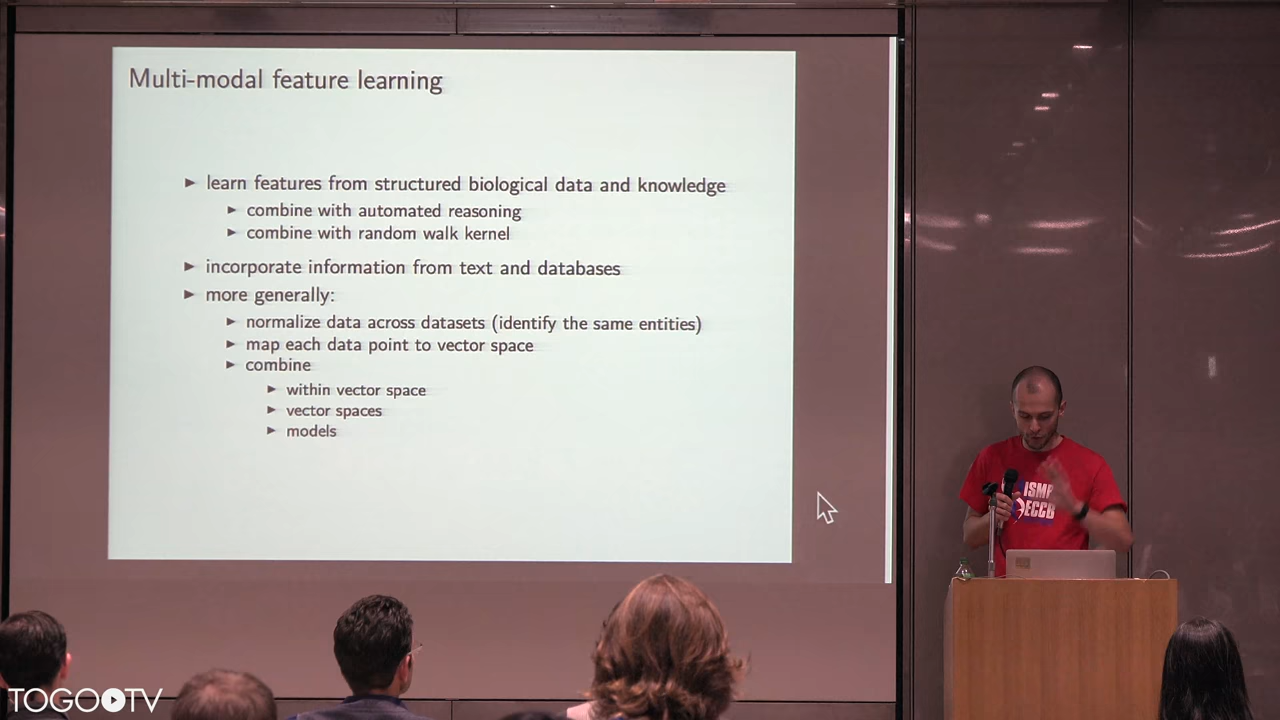 Multi-modal feature learning
▶ learn features from structured biological data and knowledge
▶ combine with automated reasoning
▶ combine with random walk kernel
▶ incorporate information from text and databases
▶ more generally:
▶ normalize data across datasets (identify the same entities)
▶ map each data point to vector space
▶ combine
▶ within vector space
▶ vector spaces
▶ models
ECCB
TOGOTV